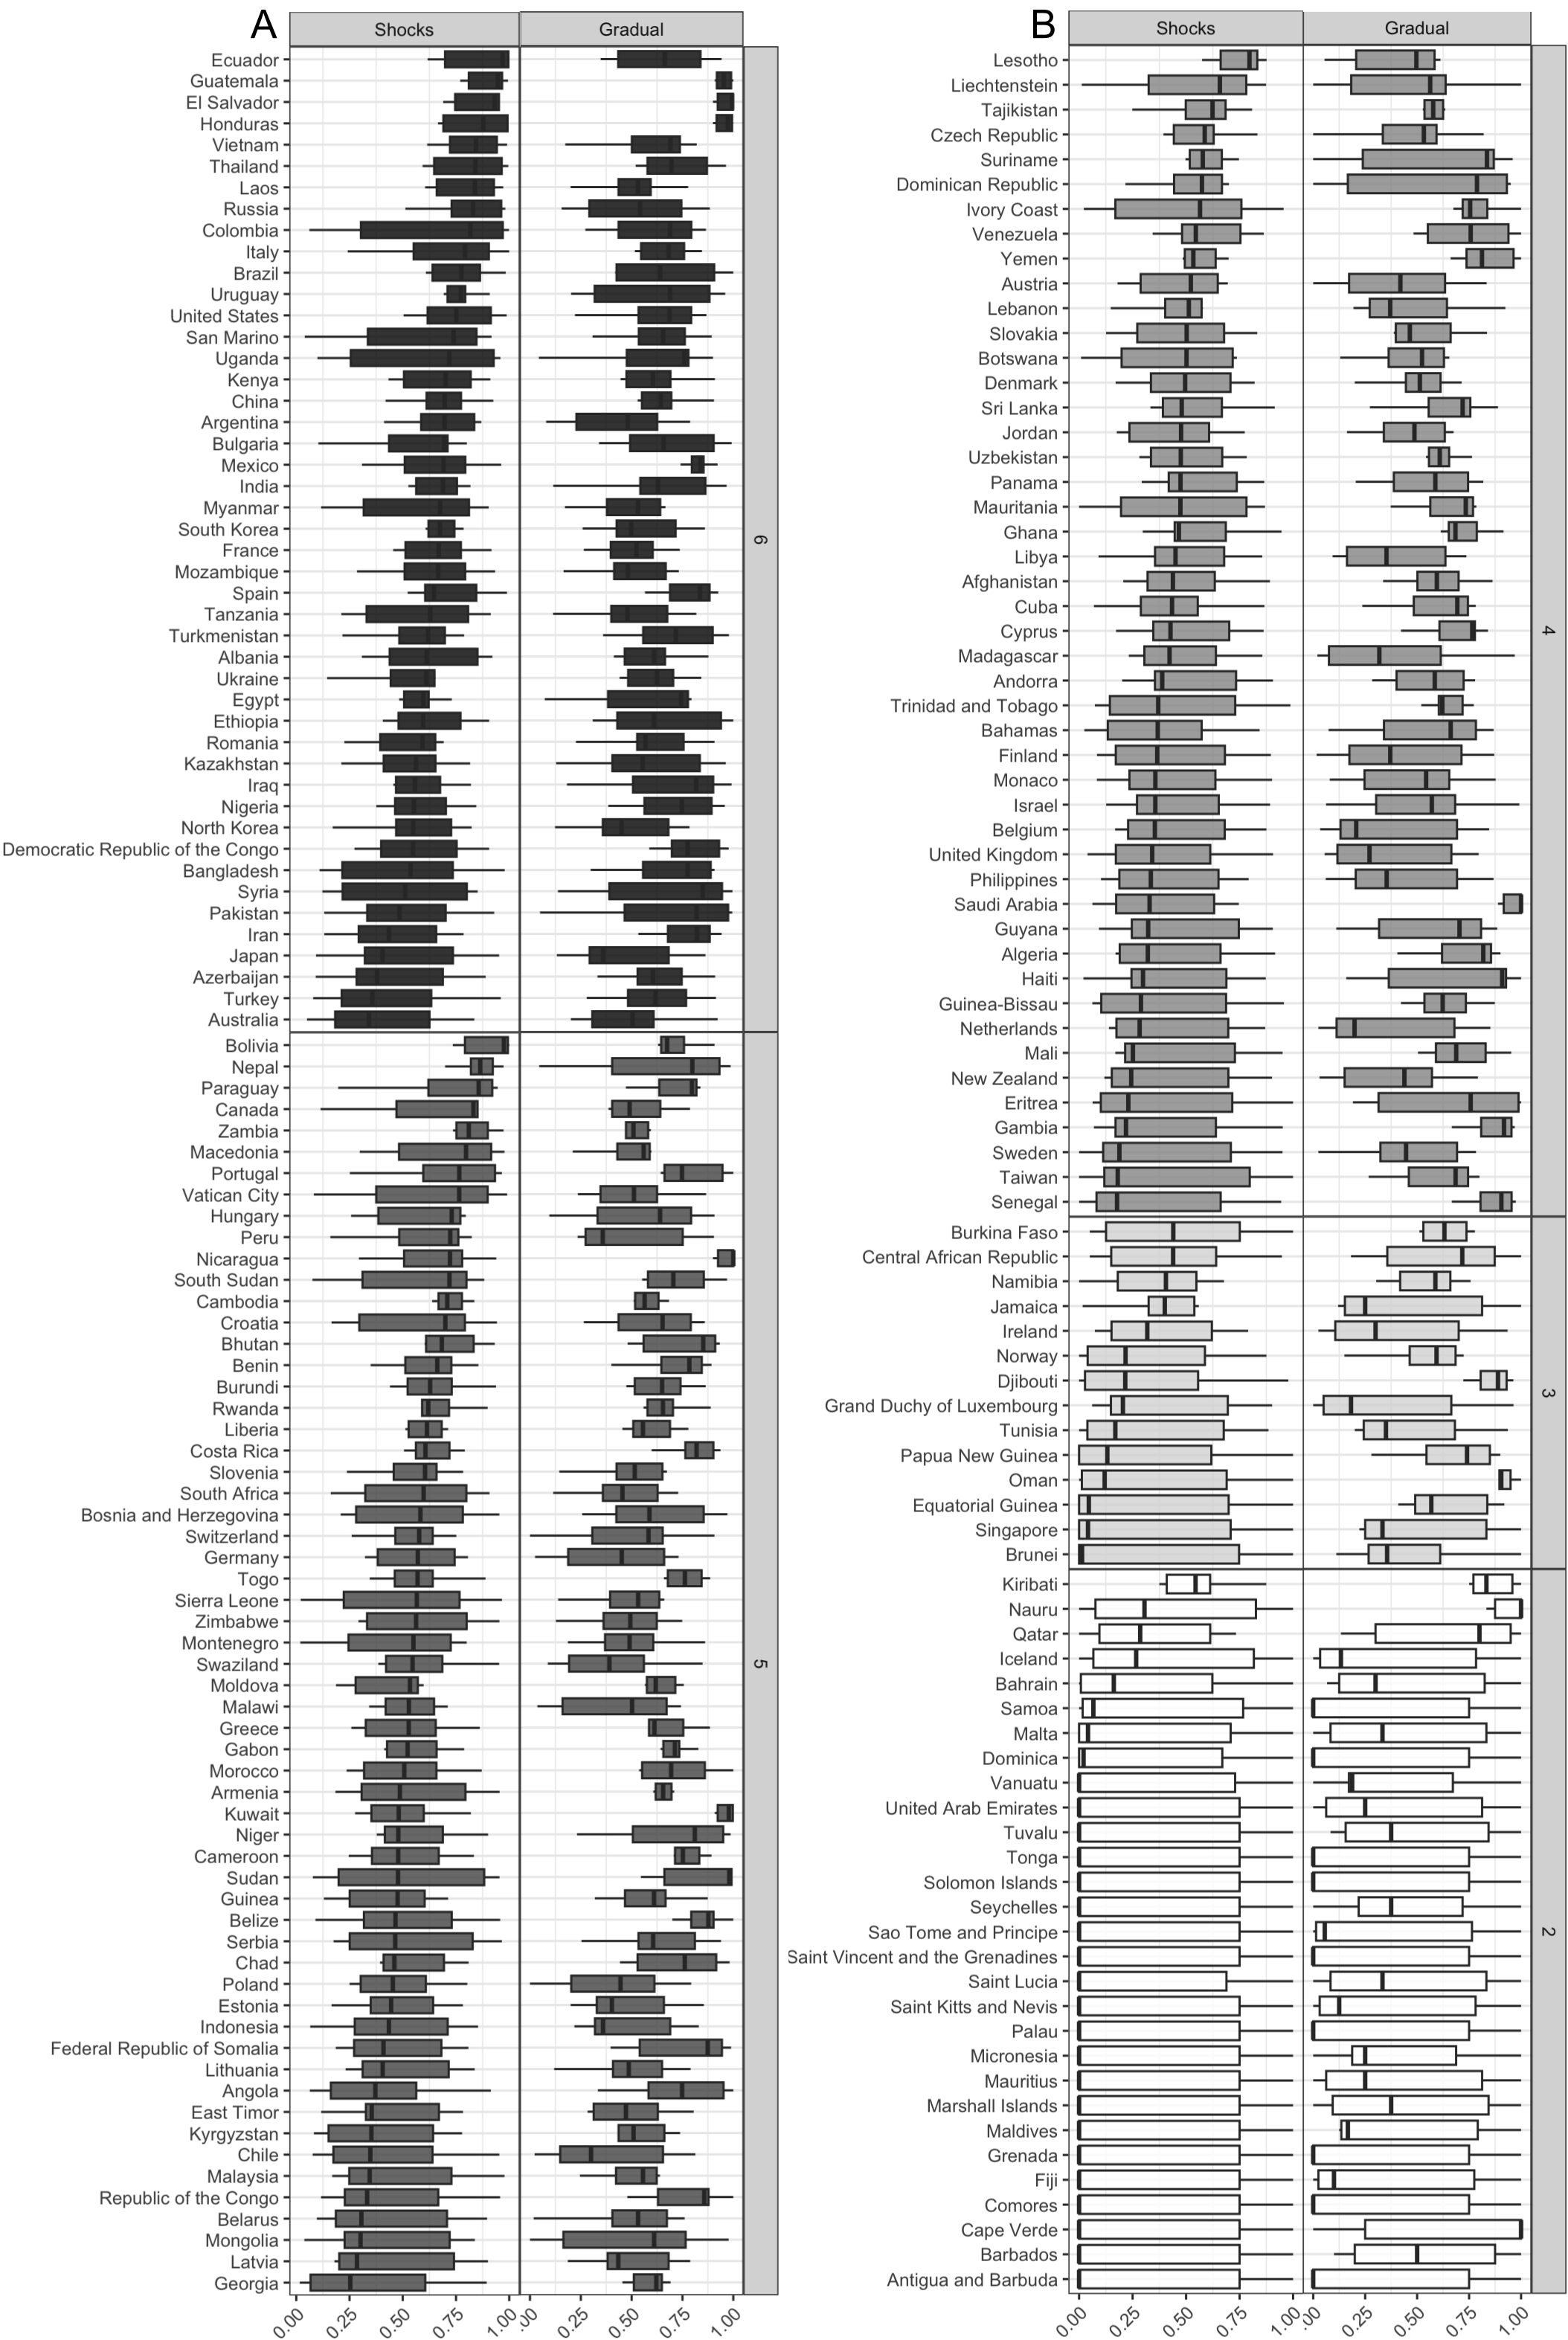 A
Shocks
Gradual
Ecuador
Guatemala
El Salvador
Honduras
Vietnam
Thailand
Laos
Russia
Colombia
Italy
Brazil
Uruguay
United States
San Marino
Uganda
Kenya
China
Argentina
Bulgaria
Mexico
India
Myanmar
South Korea
France
Mozambique
Spain
Tanzania
Turkmenistan
Albania
Ukraine
Egypt
Ethiopia
Romania
Kazakhstan
Iraq
Nigeria
North Korea
Democratic Republic of the Congo
Bangladesh
Syria
Pakistan
Iran
Japan
Azerbaijan
Turkey
Australia
6
Bolivia
Nepal
Paraguay
Canada
Zambia
Macedonia
Portugal
Vatican City
Hungary
Peru
Nicaragua
South Sudan
Cambodia
Croatia
Bhutan
Benin
Burundi
Rwanda
Liberia
Costa Rica
Slovenia
South Africa
Bosnia and Herzegovina
Switzerland
Germany
Togo
Sierra Leone
Zimbabwe
Montenegro
Swaziland
Moldova
Malawi
Greece
Gabon
Morocco
Armenia
Kuwait
Niger
Cameroon
Sudan
Guinea
Belize
Serbia
Chad
Poland
Estonia
Indonesia
Federal Republic of Somalia
Lithuania
Angola
East Timor
Kyrgyzstan
Chile
Malaysia
Republic of the Congo
Belarus
Mongolia
Latvia
Georgia
5
0.00 0.25 0.50 0.75 1.00 .00 0.25 0.50 0.75 1.00
B
Shocks
Gradual
Lesotho
Liechtenstein
Tajikistan
Czech Republic
Suriname
Dominican Republic
Ivory Coast
Venezuela
Yemen
Austria
Lebanon
Slovakia
Botswana
Denmark
Sri Lanka
Jordan
Uzbekistan
Panama
Mauritania
Ghana
Libya
Afghanistan
Cuba
Cyprus
Madagascar
Andorra
Trinidad and Tobago
Bahamas
Finland
Monaco
Israel
Belgium
United Kingdom
Philippines
Saudi Arabia
Guyana
Algeria
Haiti
Guinea-Bissau
Netherlands
Mali
New Zealand
Eritrea
Gambia
Sweden
Taiwan
Senegal
4
Burkina Faso
Central African Republic
Namibia
Jamaica
Ireland
Norway
Djibouti
Grand Duchy of Luxembourg
Tunisia
Papua New Guinea
Oman
Equatorial Guinea
Singapore
Brunei
3
Kiribati
Nauru
Qatar
Iceland
Bahrain
Samoa
Malta
Dominica
Vanuatu
United Arab Emirates
Tuvalu
Tonga
Solomon Islands
Seychelles
Sao Tome and Principe
Saint Vincent and the Grenadines
Saint Lucia
Saint Kitts and Nevis
Palau
Micronesia
Mauritius
Marshall Islands
Maldives
Grenada
Fiji
Comores
Cape Verde
Barbados
Antigua and Barbuda
2
0.00 0.25 0.50 0.75 1.00 .00 0.25 0.50 0.75 1.00